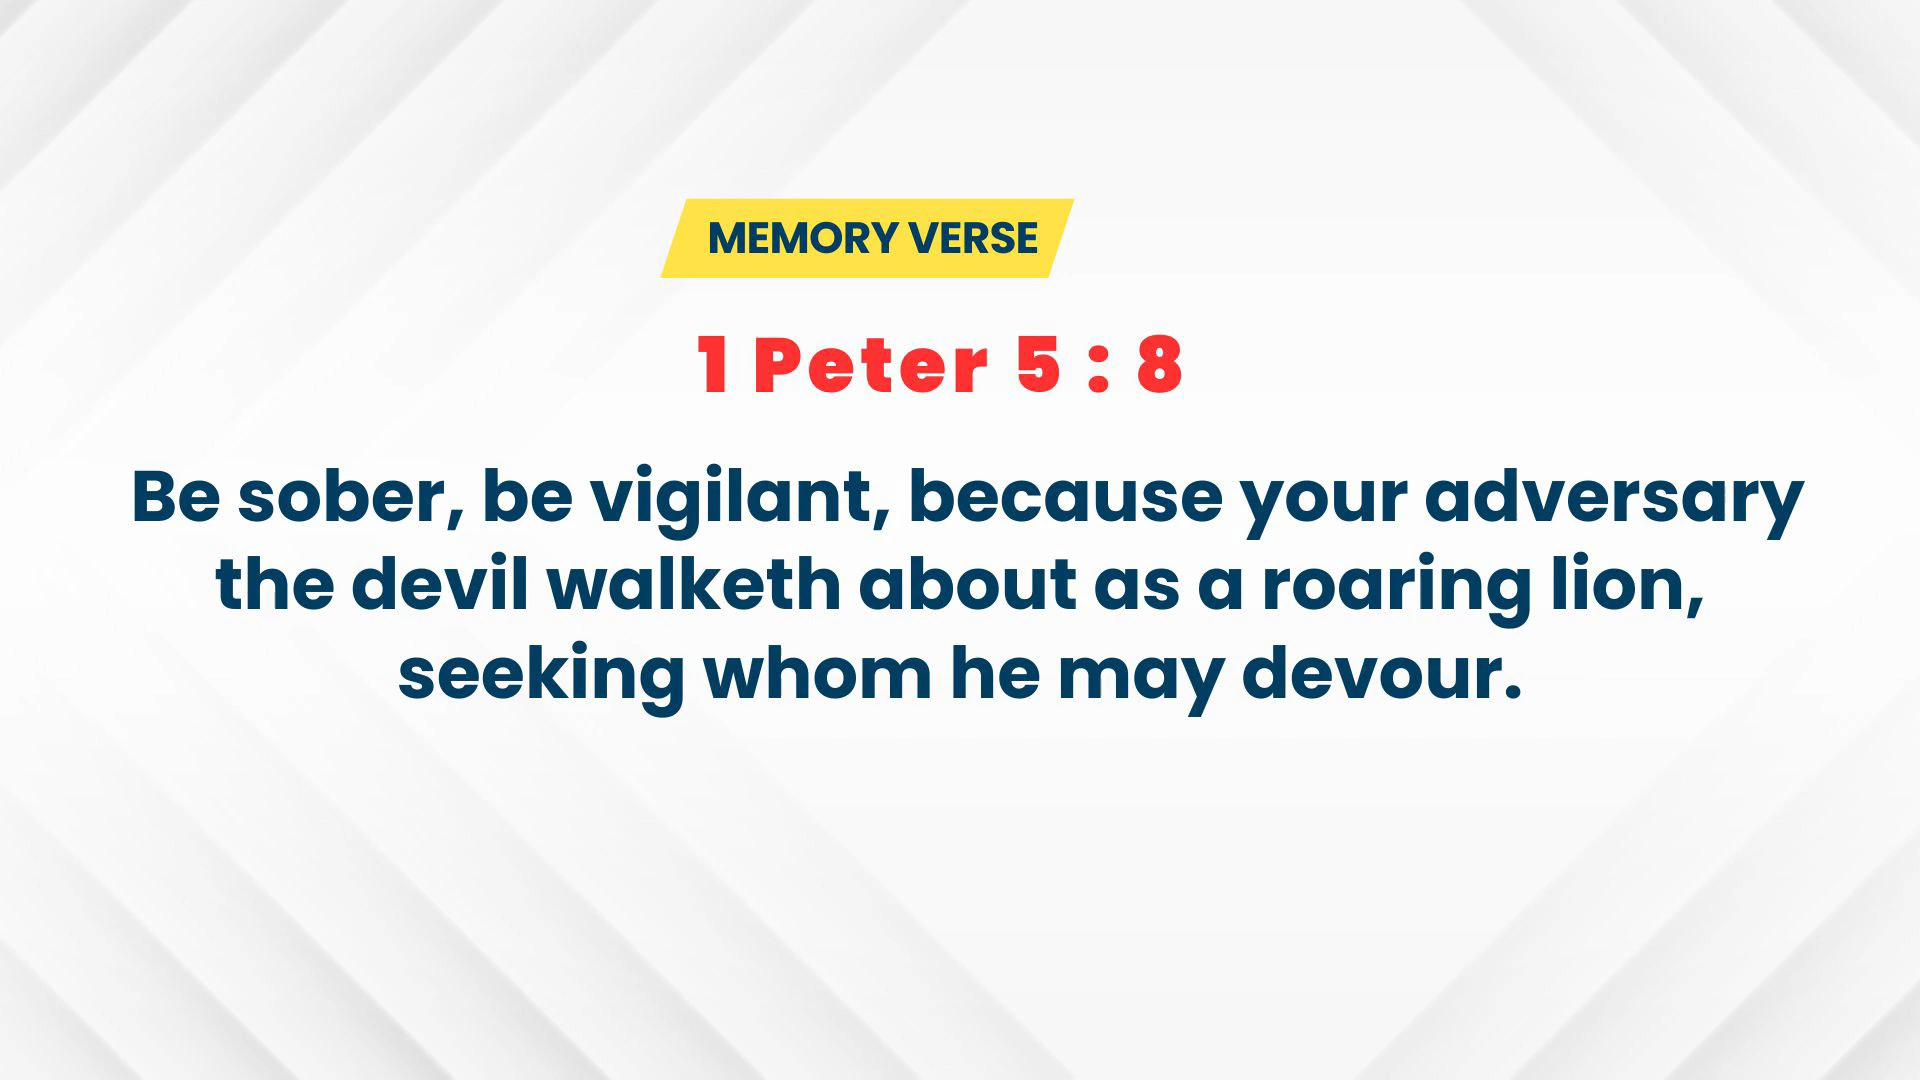 MEMORY VERSE
1 Peter 5 : 8
Be sober, be vigilant, because your adversary
the devil walketh about as a roaring lion,
seeking whom he may devour.